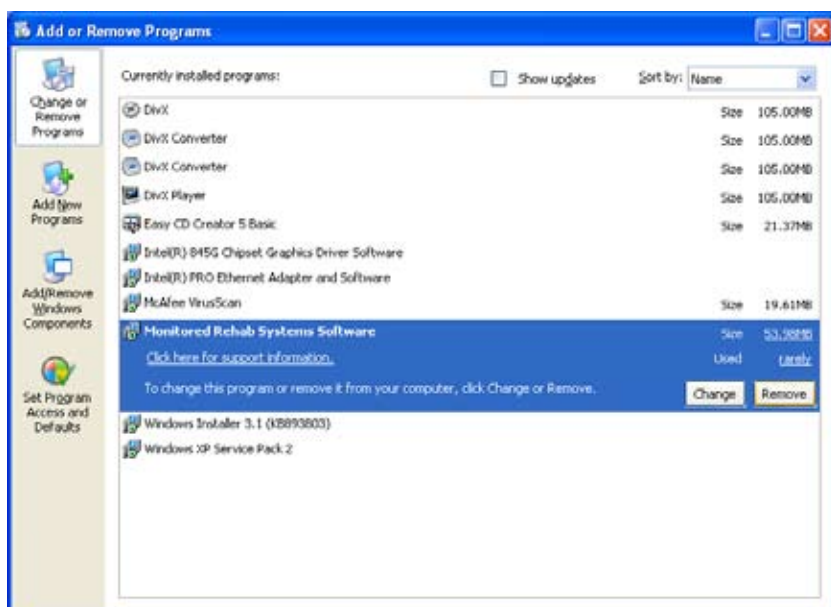 Add or Remove Programs
Change or
Remove
Programs
Add New
Programs
Add/Remove
Windows
Components
Set Program
Access and
Defaults
Currently installed programs:
Show updates
Sort by: Name
DivX Size 105.00MB
DivX Converter Size 105.00MB
DivX Converter Size 105.00MB
DivX Player Size 105.00MB
Easy CD Creator 5 Basic Size 21.37MB
Intel(R) 845G Chipset Graphics Driver Software
Intel(R) PRO Ethernet Adapter and Software
McAfee VirusScan Size 19.61MB
Monitored Rehab Systems Software Size 53.98MB
Click here for support information. Used rarely
To change this program or remove it from your computer, click Change or Remove. Change Remove
Windows Installer 3.1 (KB893803)
Windows XP Service Pack 2